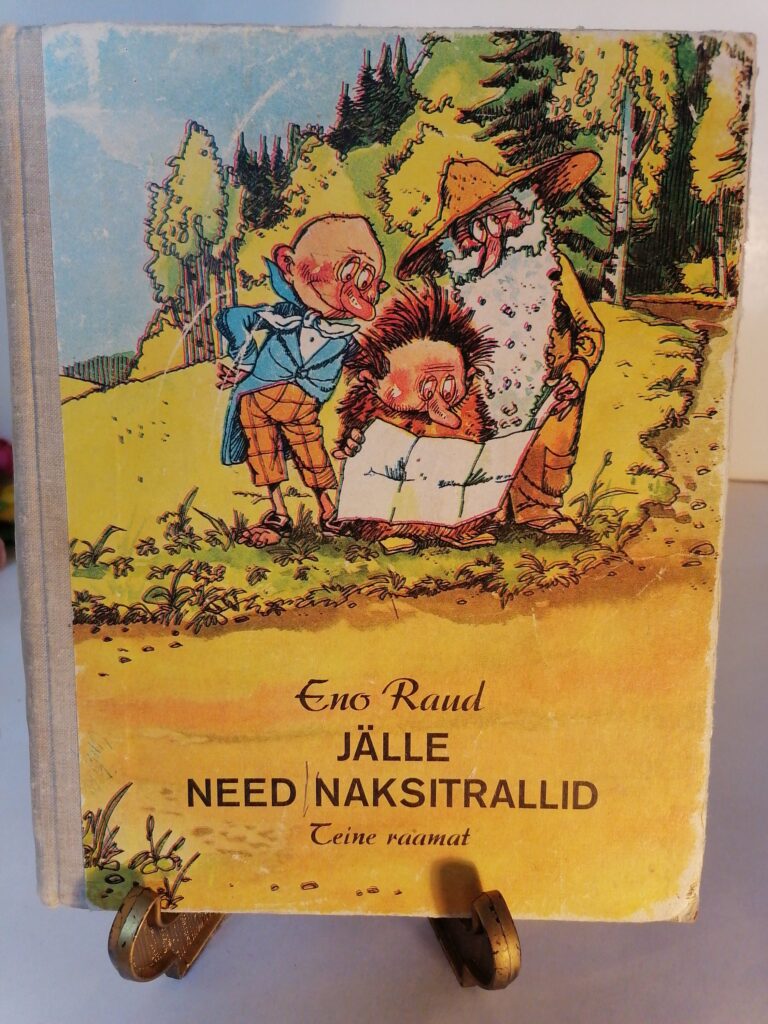 Eno Raud
JÄLLE
NEED NAKSITRALLID
Teine raamat